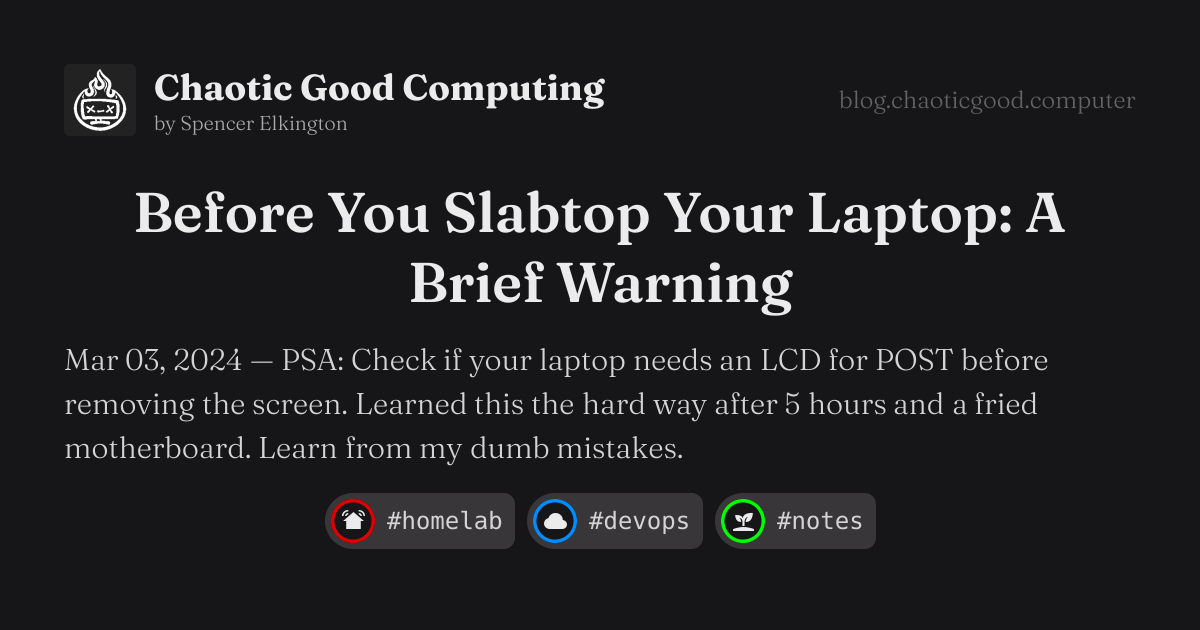 Chaotic Good Computing
by Spencer Elkington
blog.chaoticgood.computer
Before You Slabtop Your Laptop: A
Brief Warning
Mar 03, 2024 — PSA: Check if your laptop needs an LCD for POST before
removing the screen. Learned this the hard way after 5 hours and a fried
motherboard. Learn from my dumb mistakes.
#homelab
#devops
#notes